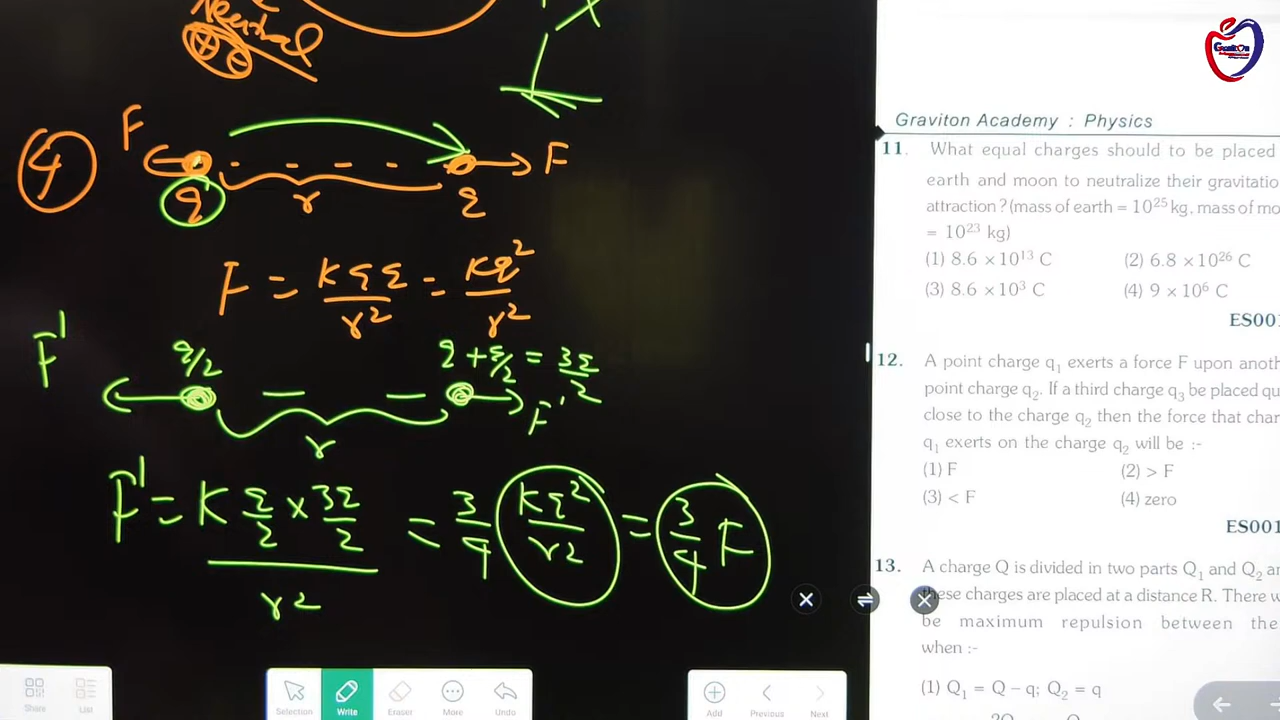 Neutral
F
F
4
q
r
q
F = Kqq/r² = Kq²/r²
F'
q/2
q + q/2 = 3q/2
F'
r
F' = K q/2 × 3q/2 / r² = 3/4 Kq²/r² = 3/4 F
Share
List
Selection
Write
Eraser
More
Undo
Add
Previous
Next
Graviton
Graviton Academy : Physics
11. What equal charges should to be placed
earth and moon to neutralize their gravitatio
attraction ? (mass of earth = 10²⁵ kg, mass of mo
= 10²³ kg)
(1) 8.6 ×10¹³ C (2) 6.8 ×10²⁶ C
(3) 8.6 ×10³ C (4) 9 ×10⁶ C
ES00
12. A point charge q₁ exerts a force F upon anoth
point charge q₂. If a third charge q₃ be placed qu
close to the charge q₂ then the force that char
q₁ exerts on the charge q₂ will be :-
(1) F (2) > F
(3) < F (4) zero
ES001
13. A charge Q is divided in two parts Q₁ and Q₂ an
these charges are placed at a distance R. There w
be maximum repulsion between the
when :-
(1) Q₁ = Q – q; Q₂ = q